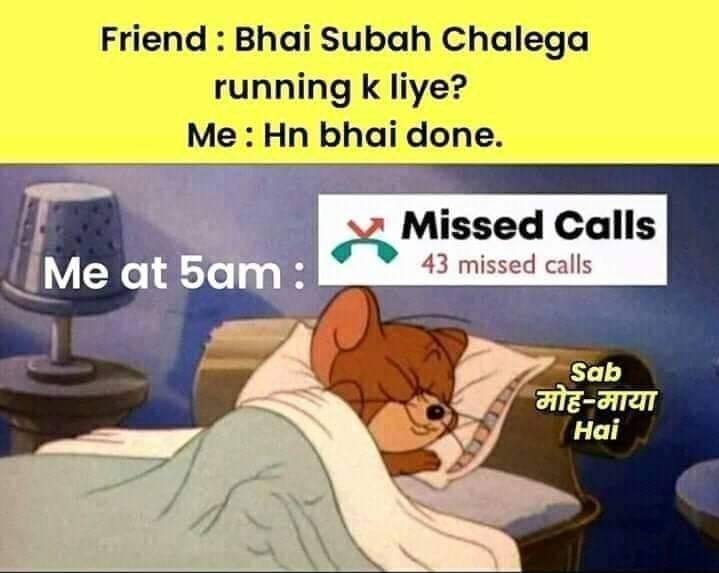 Friend : Bhai Subah Chalega
running k liye?
Me : Hn bhai done.
Missed Calls
43 missed calls
Me at 5am :
Sab
मोह-माया
Hai